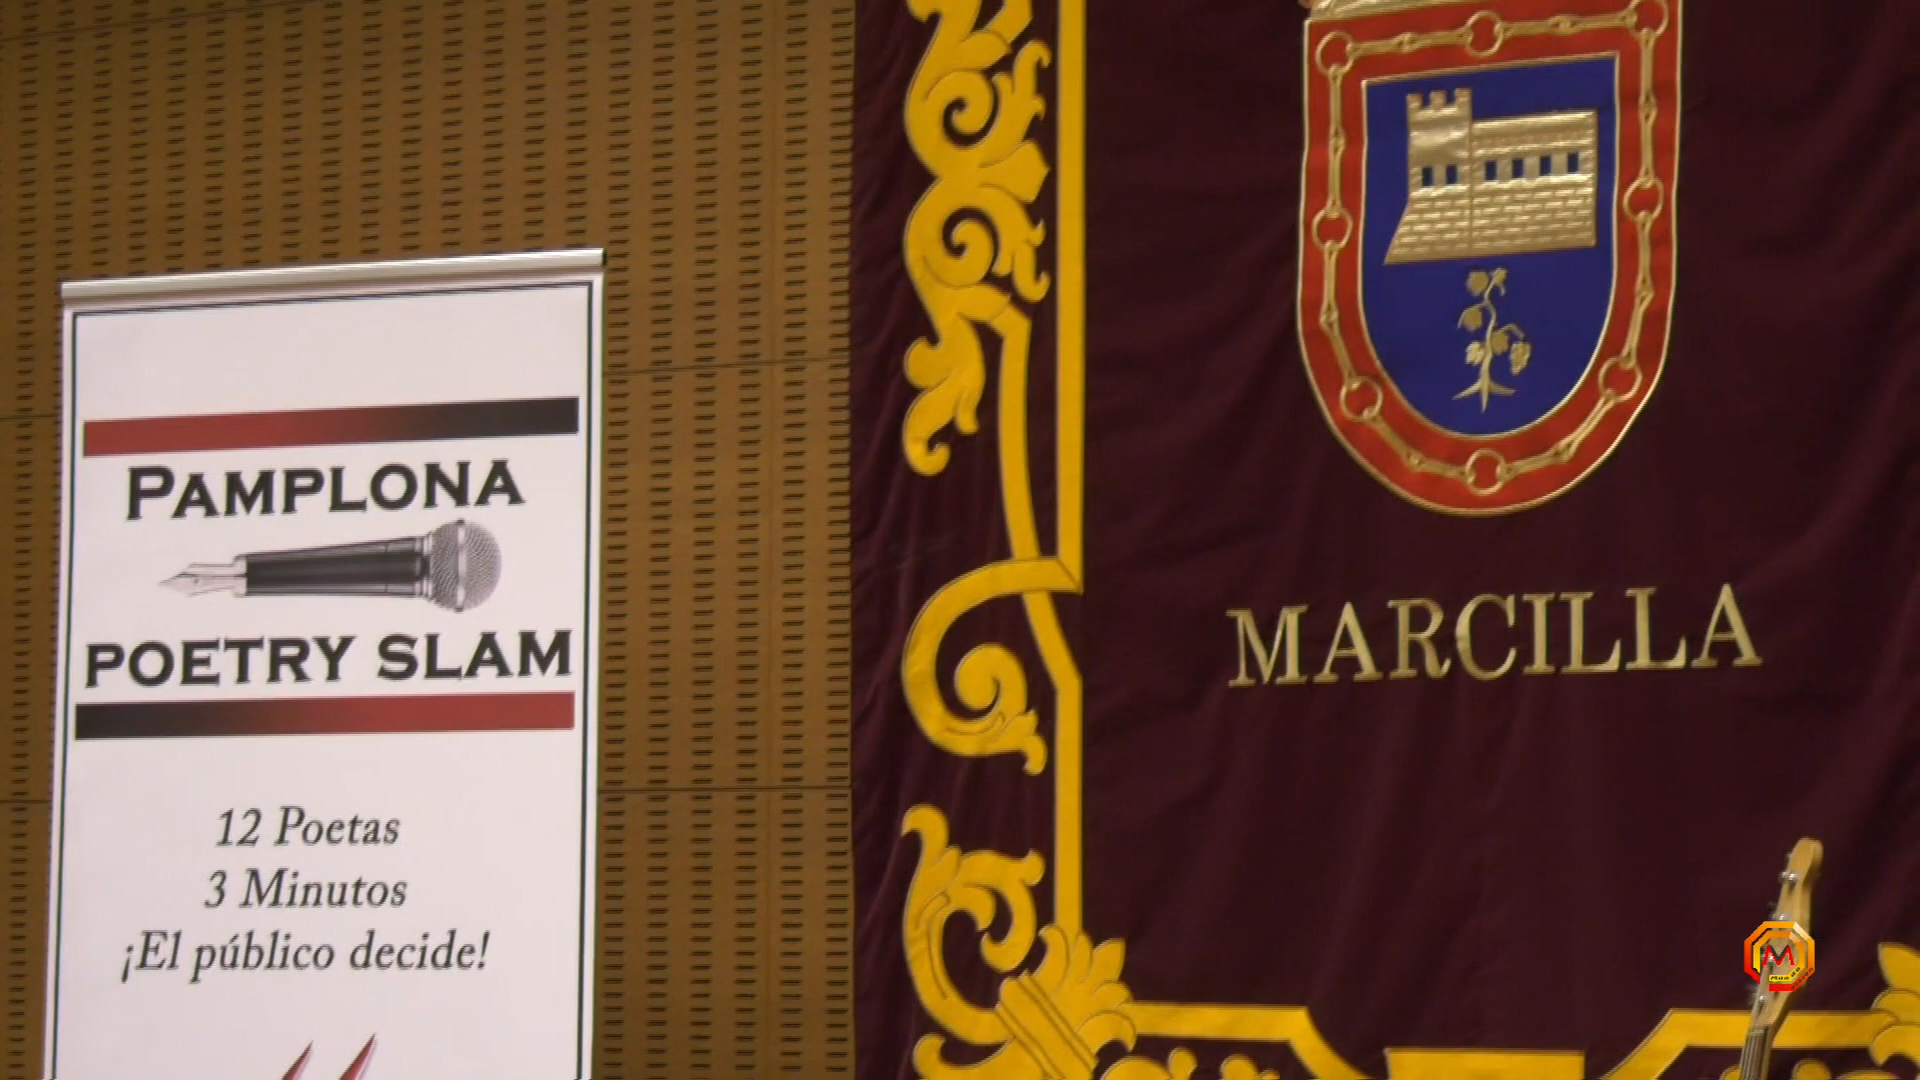 PAMPLONA
POETRY SLAM
12 Poetas
3 Minutos
¡El público decide!
MARCILLA
M